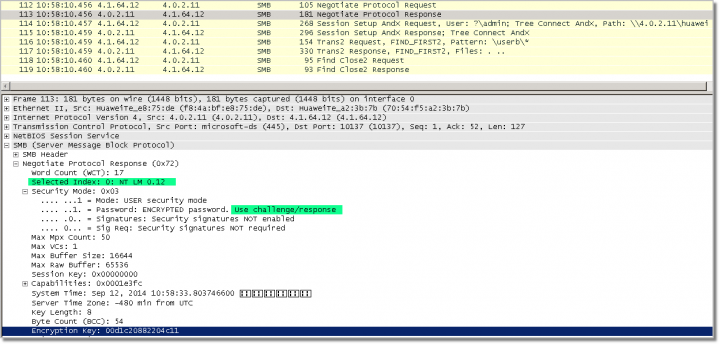 112 10:58:10.456 4.1.64.12 4.0.2.11 SMB 105 Negotiate Protocol Request
113 10:58:10.456 4.0.2.11 4.1.64.12 SMB 181 Negotiate Protocol Response
114 10:58:10.457 4.1.64.12 4.0.2.11 SMB 268 Session Setup AndX Request, User: ?\admin; Tree Connect AndX, Path: \\4.0.2.11\huawei
115 10:58:10.459 4.0.2.11 4.1.64.12 SMB 296 Session Setup AndX Response; Tree Connect AndX
116 10:58:10.459 4.1.64.12 4.0.2.11 SMB 154 Trans2 Request, FIND_FIRST2, Pattern: \userb\*
117 10:58:10.460 4.0.2.11 4.1.64.12 SMB 330 Trans2 Response, FIND_FIRST2, Files: . ..
118 10:58:10.460 4.1.64.12 4.0.2.11 SMB 95 Find Close2 Request
119 10:58:10.460 4.0.2.11 4.1.64.12 SMB 93 Find Close2 Response
Frame 113: 181 bytes on wire (1448 bits), 181 bytes captured (1448 bits) on interface 0
Ethernet II, Src: HuaweiTe_e8:75:de (f8:4a:bf:e8:75:de), Dst: HuaweiTe_a2:3b:7b (70:54:f5:a2:3b:7b)
Internet Protocol Version 4, Src: 4.0.2.11 (4.0.2.11), Dst: 4.1.64.12 (4.1.64.12)
Transmission Control Protocol, Src Port: microsoft-ds (445), Dst Port: 10137 (10137), Seq: 1, Ack: 52, Len: 127
NetBIOS Session Service
SMB (Server Message Block Protocol)
SMB Header
Negotiate Protocol Response (0x72)
Word Count (WCT): 17
Selected Index: 0: NT LM 0.12
Security Mode: 0x03
.... ...1 = Mode: USER security mode
.... ..1. = Password: ENCRYPTED password. Use challenge/response
.... .0.. = Signatures: Security signatures NOT enabled
.... 0... = Sig Req: Security signatures NOT required
Max Mpx Count: 50
Max VCs: 1
Max Buffer Size: 16644
Max Raw Buffer: 65536
Session Key: 0x00000000
Capabilities: 0x0001e3fc
System Time: Sep 12, 2014 10:58:33.803746600
Server Time Zone: -480 min from UTC
Key Length: 8
Byte Count (BCC): 54
Encryption Key: 00d1c20882204c11